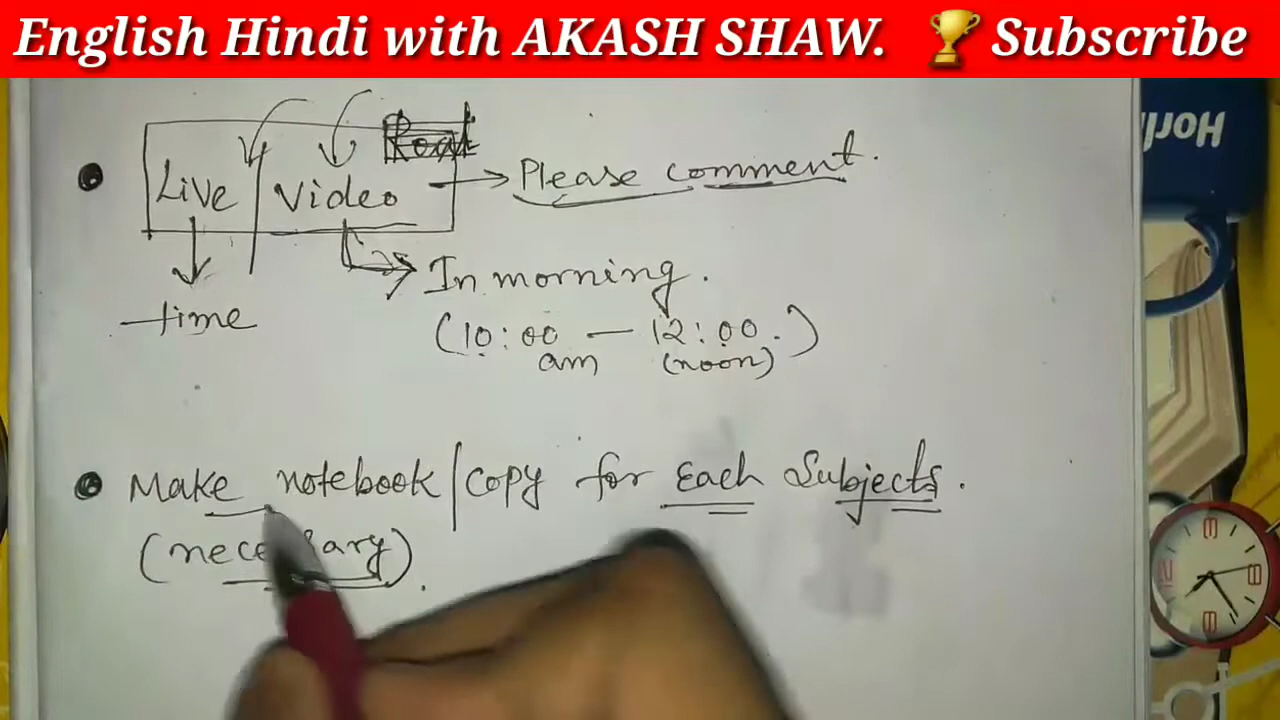 English Hindi with AKASH SHAW. 🏆 Subscribe
Live / Video → Please comment.
time
In morning.
(10:00 am — 12:00. (noon))
Make notebook / copy for Each Subjects.
(necessary).